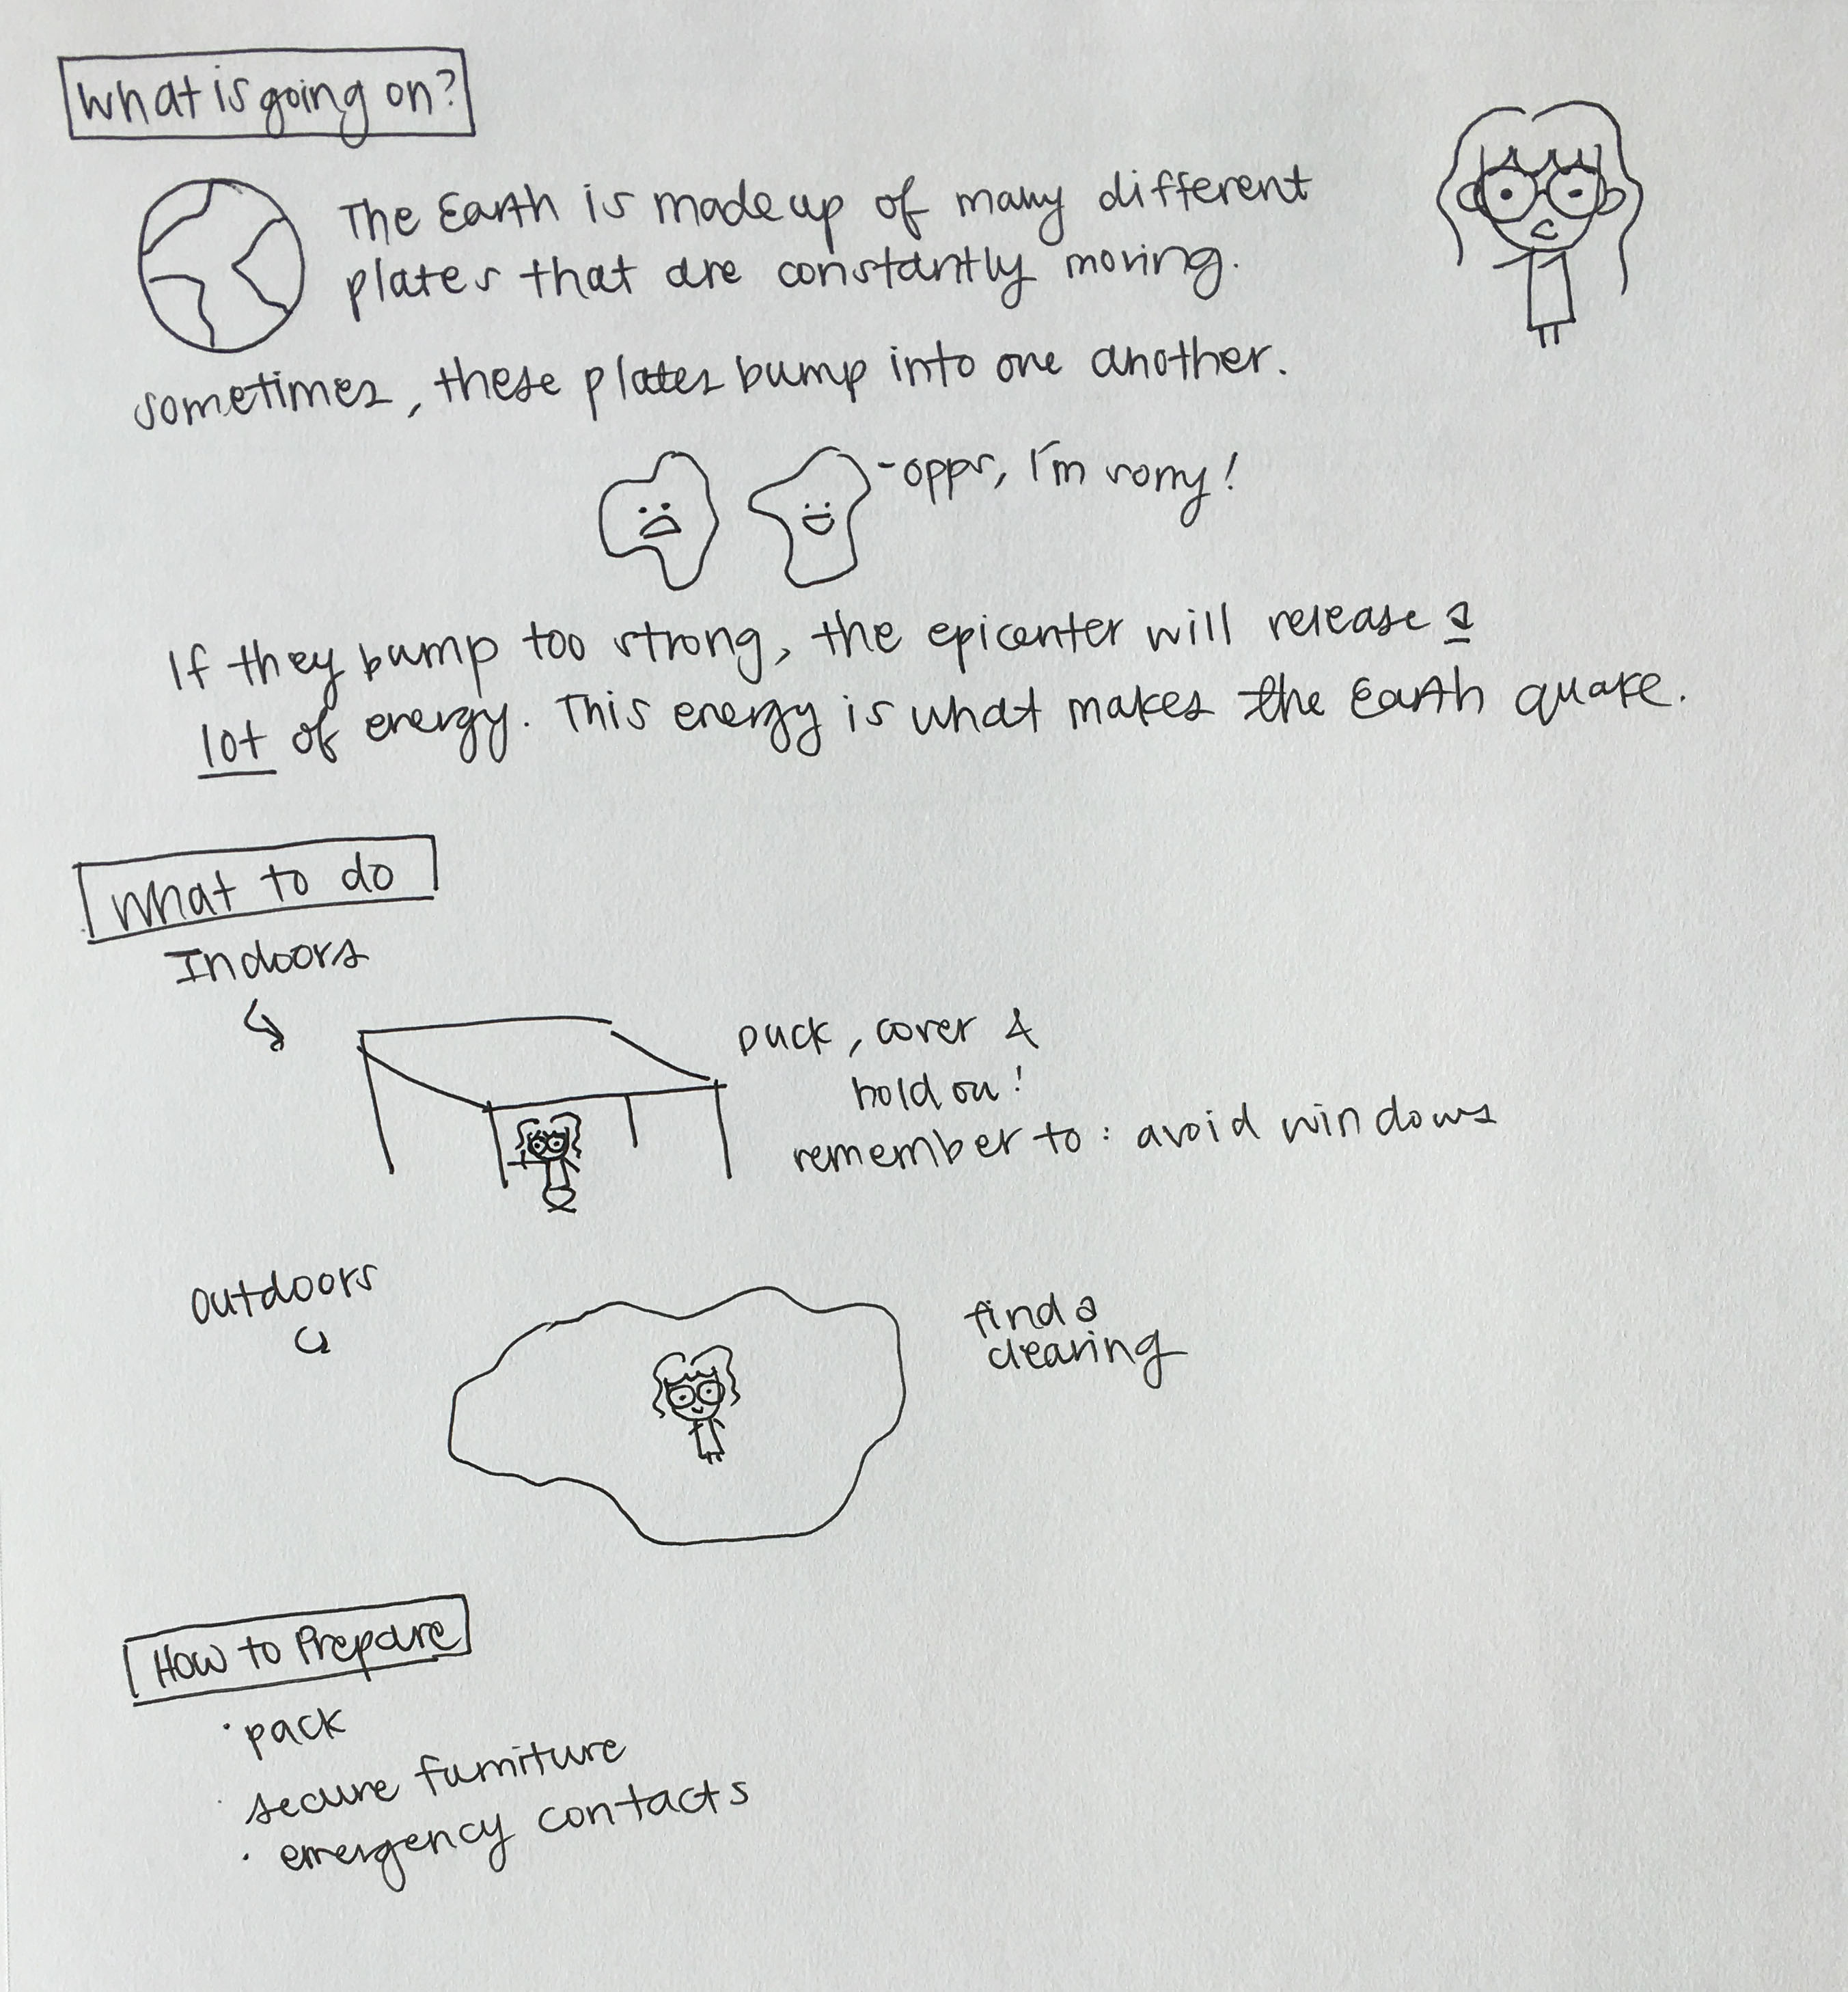 What is going on?
The Earth is made up of many different
plates that are constantly moving.
sometimes, these plates bump into one another.
-opps, I'm sorry!
If they bump too strong, the epicenter will release a
lot of energy. This energy is what makes the Earth quake.
What to do
Indoors
Duck, cover &
hold on!
remember to: avoid windows
outdoors
find a
clearing
How to Prepare
· pack
· secure furniture
· emergency contacts